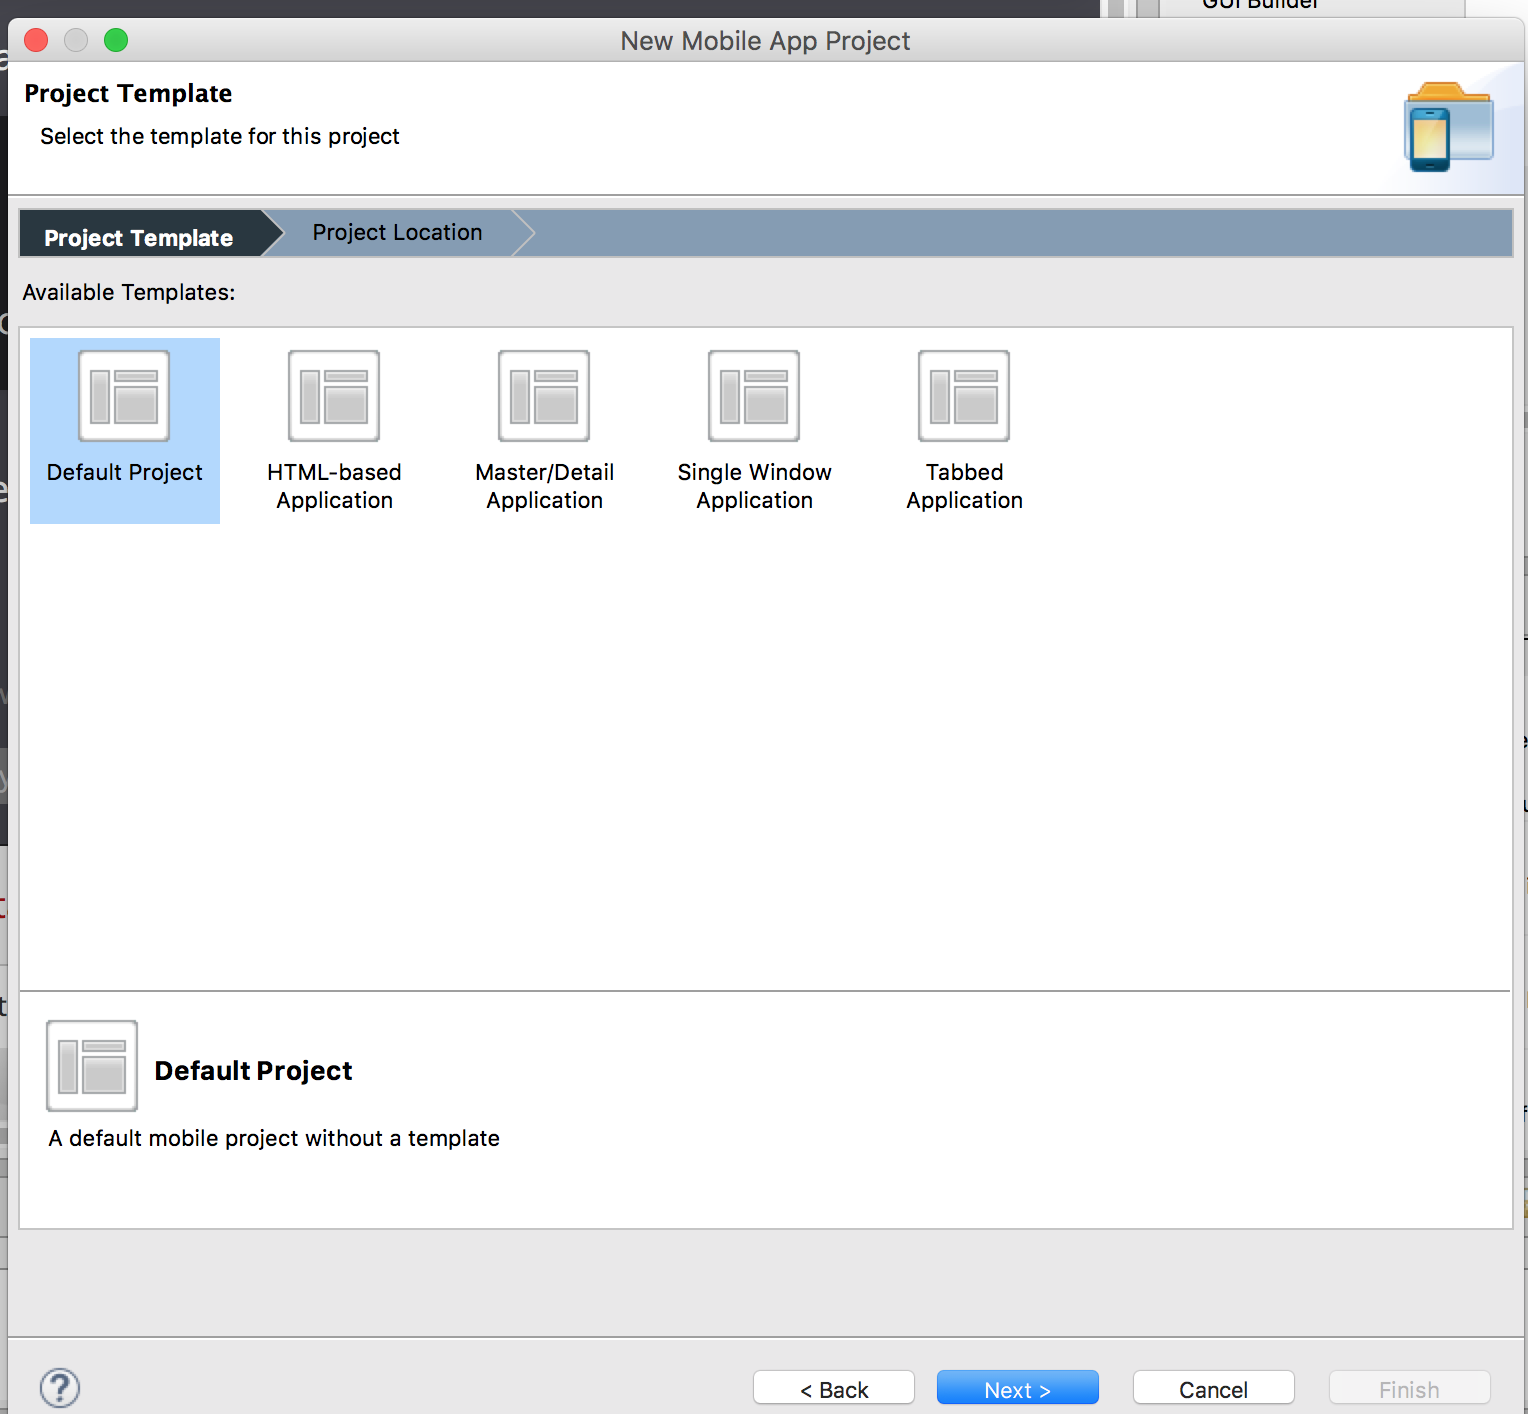 GUI Builder
New Mobile App Project
Project Template
Select the template for this project
Project Template
Project Location
Available Templates:
Default Project
HTML-based
Application
Master/Detail
Application
Single Window
Application
Tabbed
Application
Default Project
A default mobile project without a template
?
< Back
Next >
Cancel
Finish